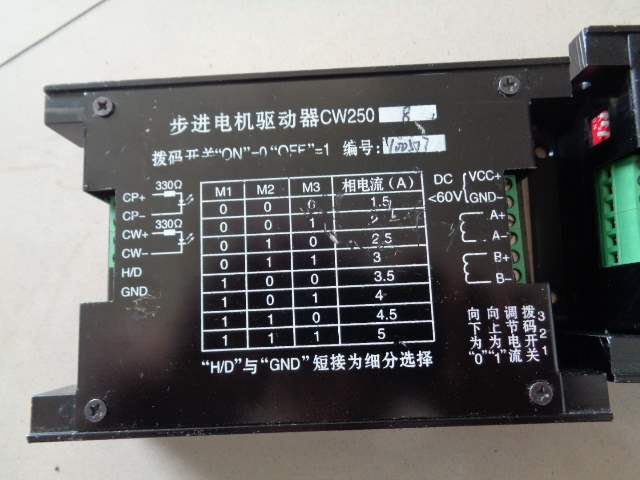 步进电机驱动器CW250 8
拨码开关"ON"=0 "OFF"=1 编号:
330Ω
CP+
CP-
330Ω
CW+
CW-
H/D
GND
M1 M2 M3 相电流(A)
0 0 0 1.5
0 0 1 2
0 1 0 2.5
0 1 1 3
1 0 0 3.5
1 0 1 4
1 1 0 4.5
1 1 1 5
DC
<60V
VCC+
GND-
A+
A-
B+
B-
拨码开关
调节电流
向上为"1"
向下为"0"
3
2
1
"H/D"与"GND"短接为细分选择